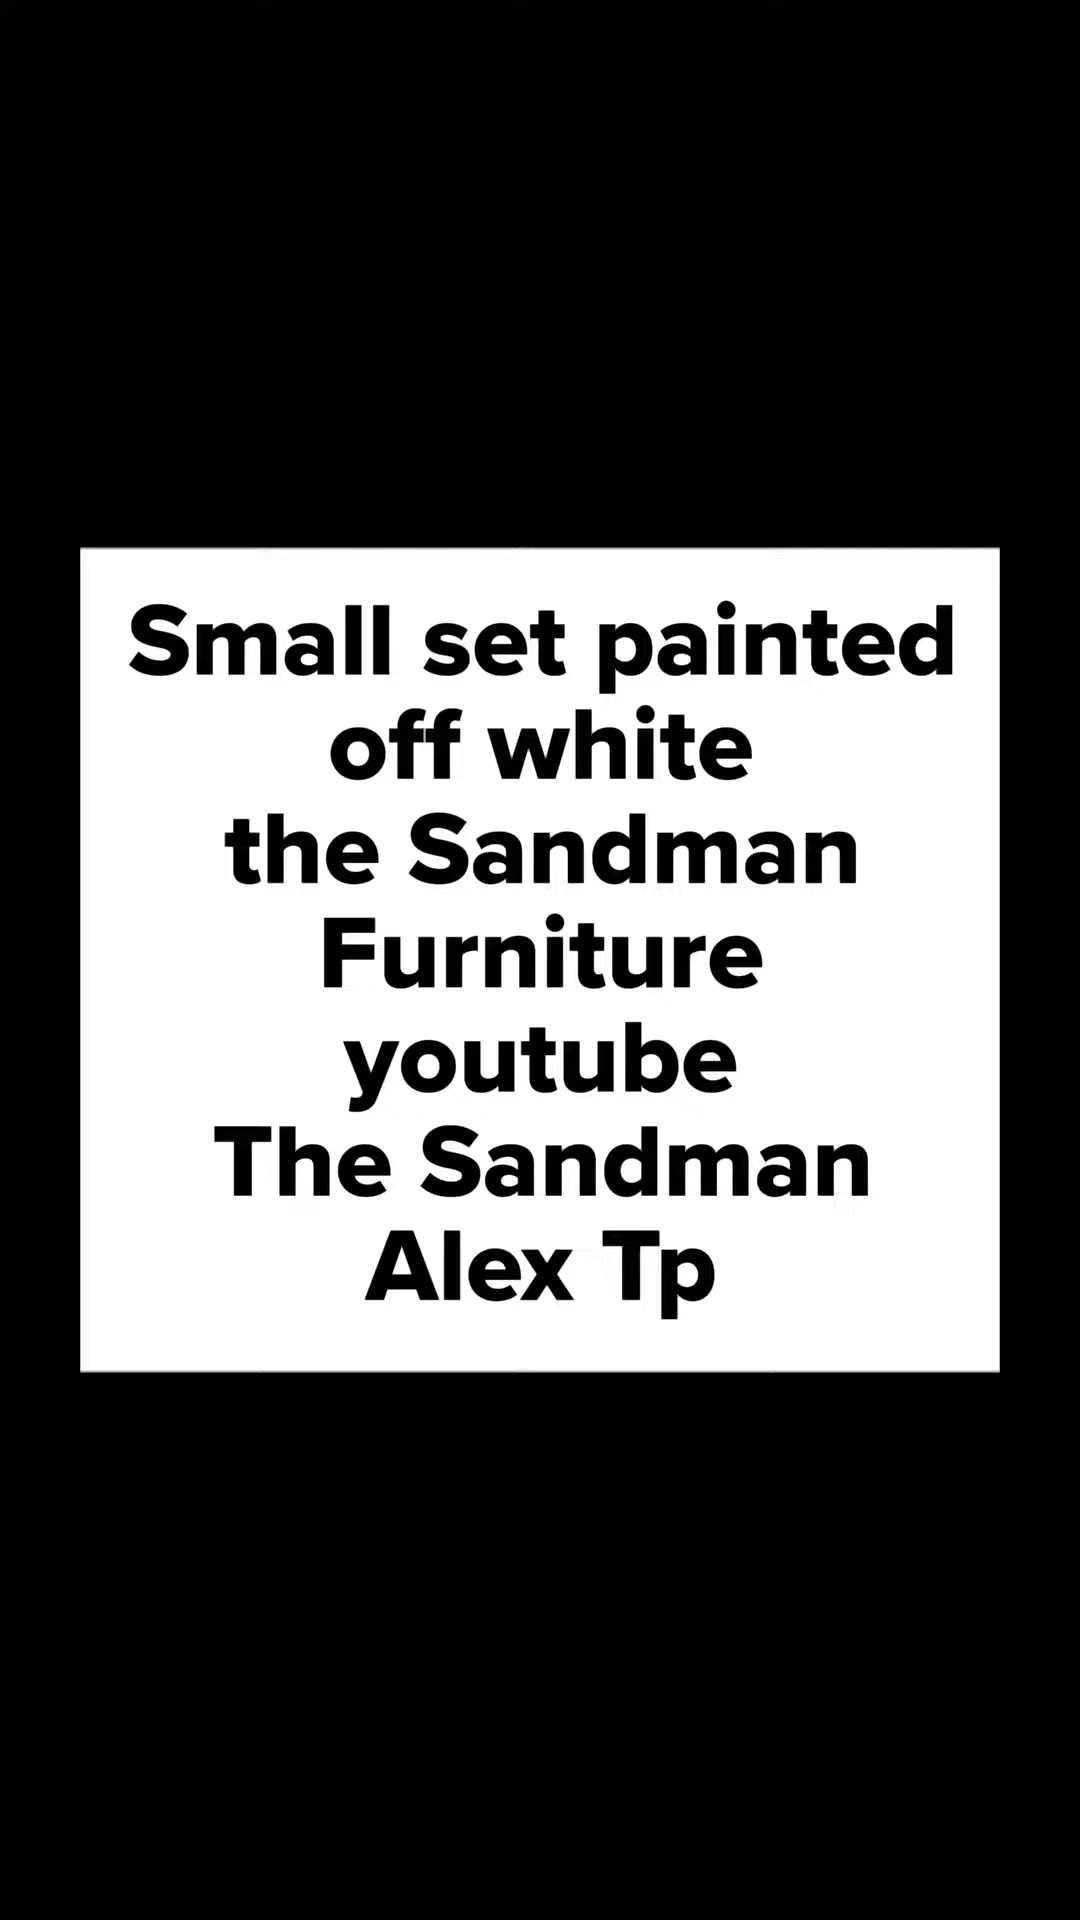 Small set painted
off white
the Sandman
Furniture
youtube
The Sandman
Alex Tp